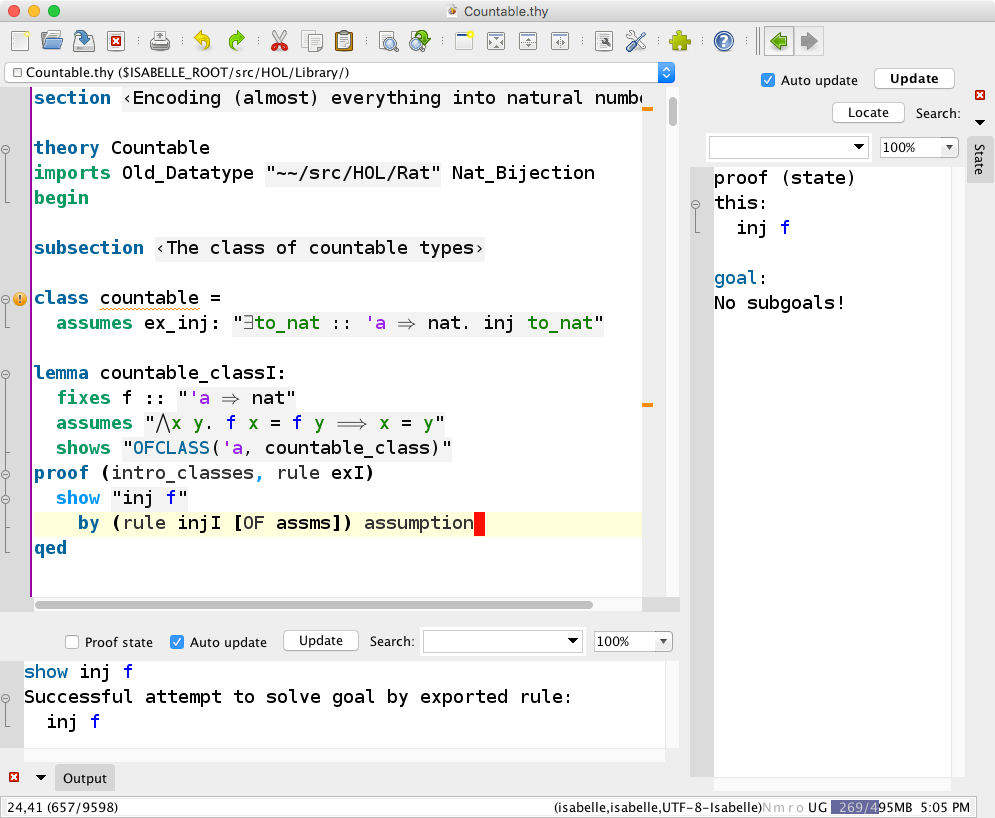 Countable.thy
Countable.thy ($ISABELLE_ROOT/src/HOL/Library/)
section ‹Encoding (almost) everything into natural numbe
theory Countable
imports Old_Datatype "~~/src/HOL/Rat" Nat_Bijection
begin
subsection ‹The class of countable types›
class countable =
assumes ex_inj: "∃to_nat :: 'a ⇒ nat. inj to_nat"
lemma countable_classI:
fixes f :: "'a ⇒ nat"
assumes "⋀x y. f x = f y ⟹ x = y"
shows "OFCLASS('a, countable_class)"
proof (intro_classes, rule exI)
show "inj f"
by (rule injI [OF assms]) assumption
qed
Auto update Update
Locate Search:
100%
State
proof (state)
this:
inj f
goal:
No subgoals!
Proof state Auto update Update Search: 100%
show inj f
Successful attempt to solve goal by exported rule:
inj f
Output
24,41 (657/9598) (isabelle,isabelle,UTF-8-Isabelle)Nmro UG 269/495MB 5:05 PM